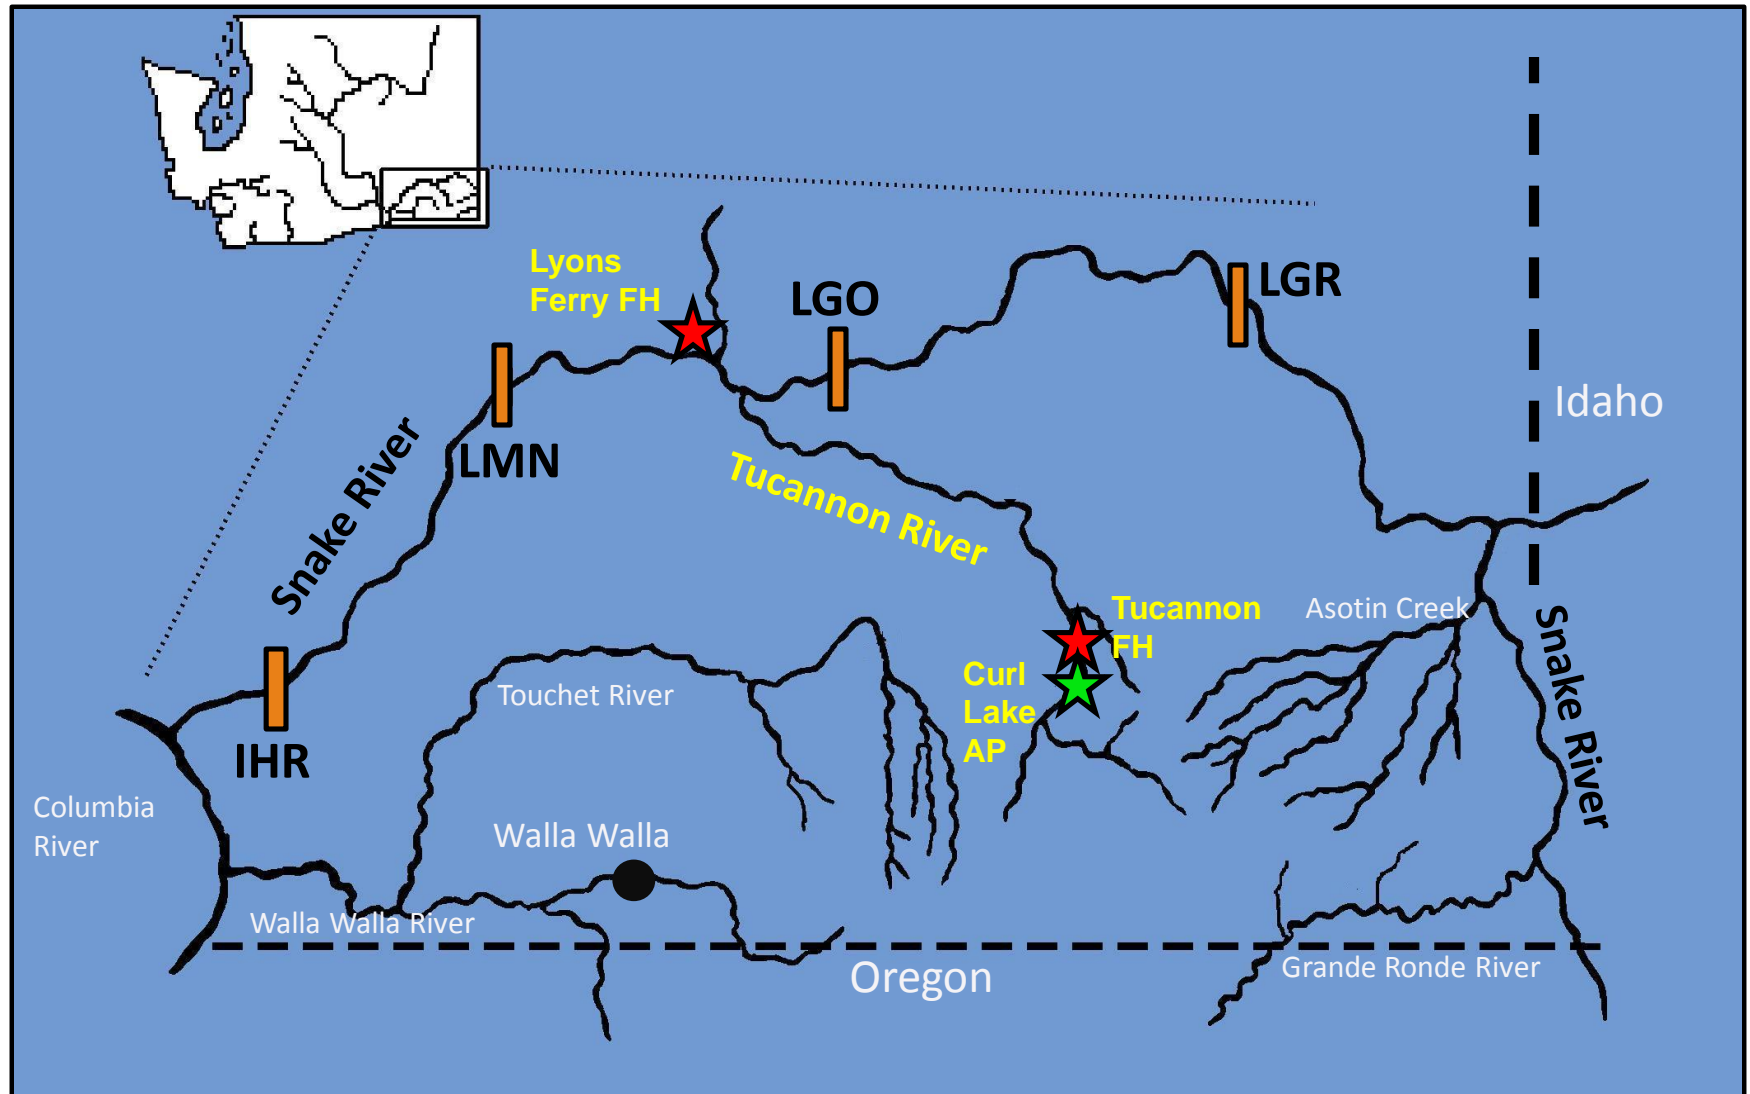 Lyons
Ferry FH
LGO
LGR
Idaho
LMN
Snake River
Tucannon River
Tucannon
FH
Asotin Creek
Snake River
Curl
Lake
AP
Touchet River
IHR
Columbia
River
Walla Walla
Walla Walla River
Oregon
Grande Ronde River